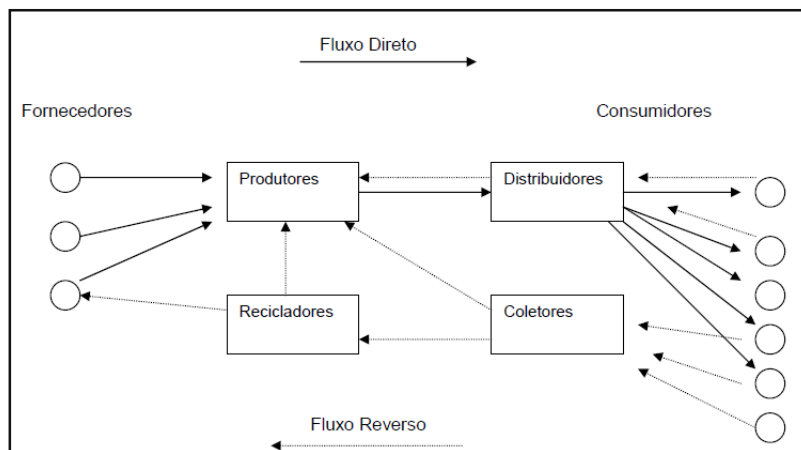 Fluxo Direto
Fornecedores
Consumidores
Produtores
Distribuidores
Recicladores
Coletores
Fluxo Reverso